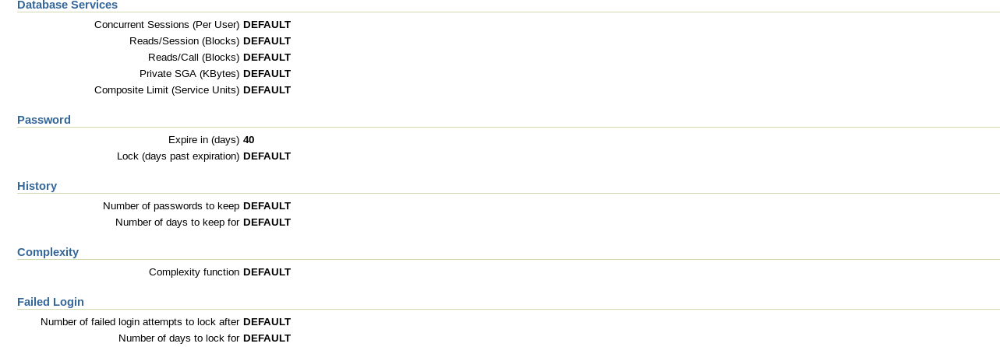 Database Services
Concurrent Sessions (Per User) DEFAULT
Reads/Session (Blocks) DEFAULT
Reads/Call (Blocks) DEFAULT
Private SGA (KBytes) DEFAULT
Composite Limit (Service Units) DEFAULT
Password
Expire in (days) 40
Lock (days past expiration) DEFAULT
History
Number of passwords to keep DEFAULT
Number of days to keep for DEFAULT
Complexity
Complexity function DEFAULT
Failed Login
Number of failed login attempts to lock after DEFAULT
Number of days to lock for DEFAULT